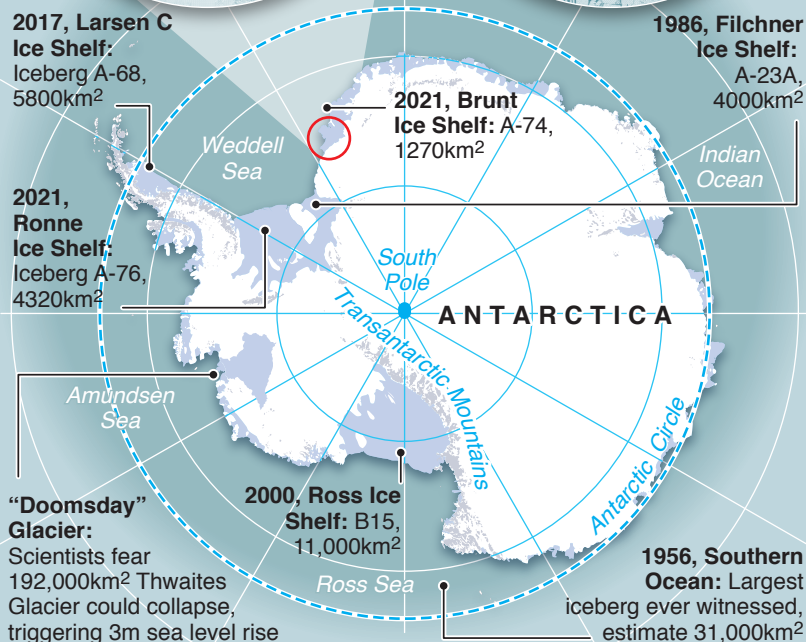 2017, Larsen C
Ice Shelf:
Iceberg A-68,
5800km²
1986, Filchner
Ice Shelf:
A-23A,
4000km²
2021, Brunt
Ice Shelf: A-74,
1270km²
Weddell
Sea
Indian
Ocean
2021,
Ronne
Ice Shelf:
Iceberg A-76,
4320km²
South
Pole
ANTARCTICA
Transantarctic Mountains
Amundsen
Sea
Antarctic Circle
"Doomsday"
Glacier:
Scientists fear
192,000km² Thwaites
Glacier could collapse,
triggering 3m sea level rise
2000, Ross Ice
Shelf: B15,
11,000km²
Ross Sea
1956, Southern
Ocean: Largest
iceberg ever witnessed,
estimate 31,000km²